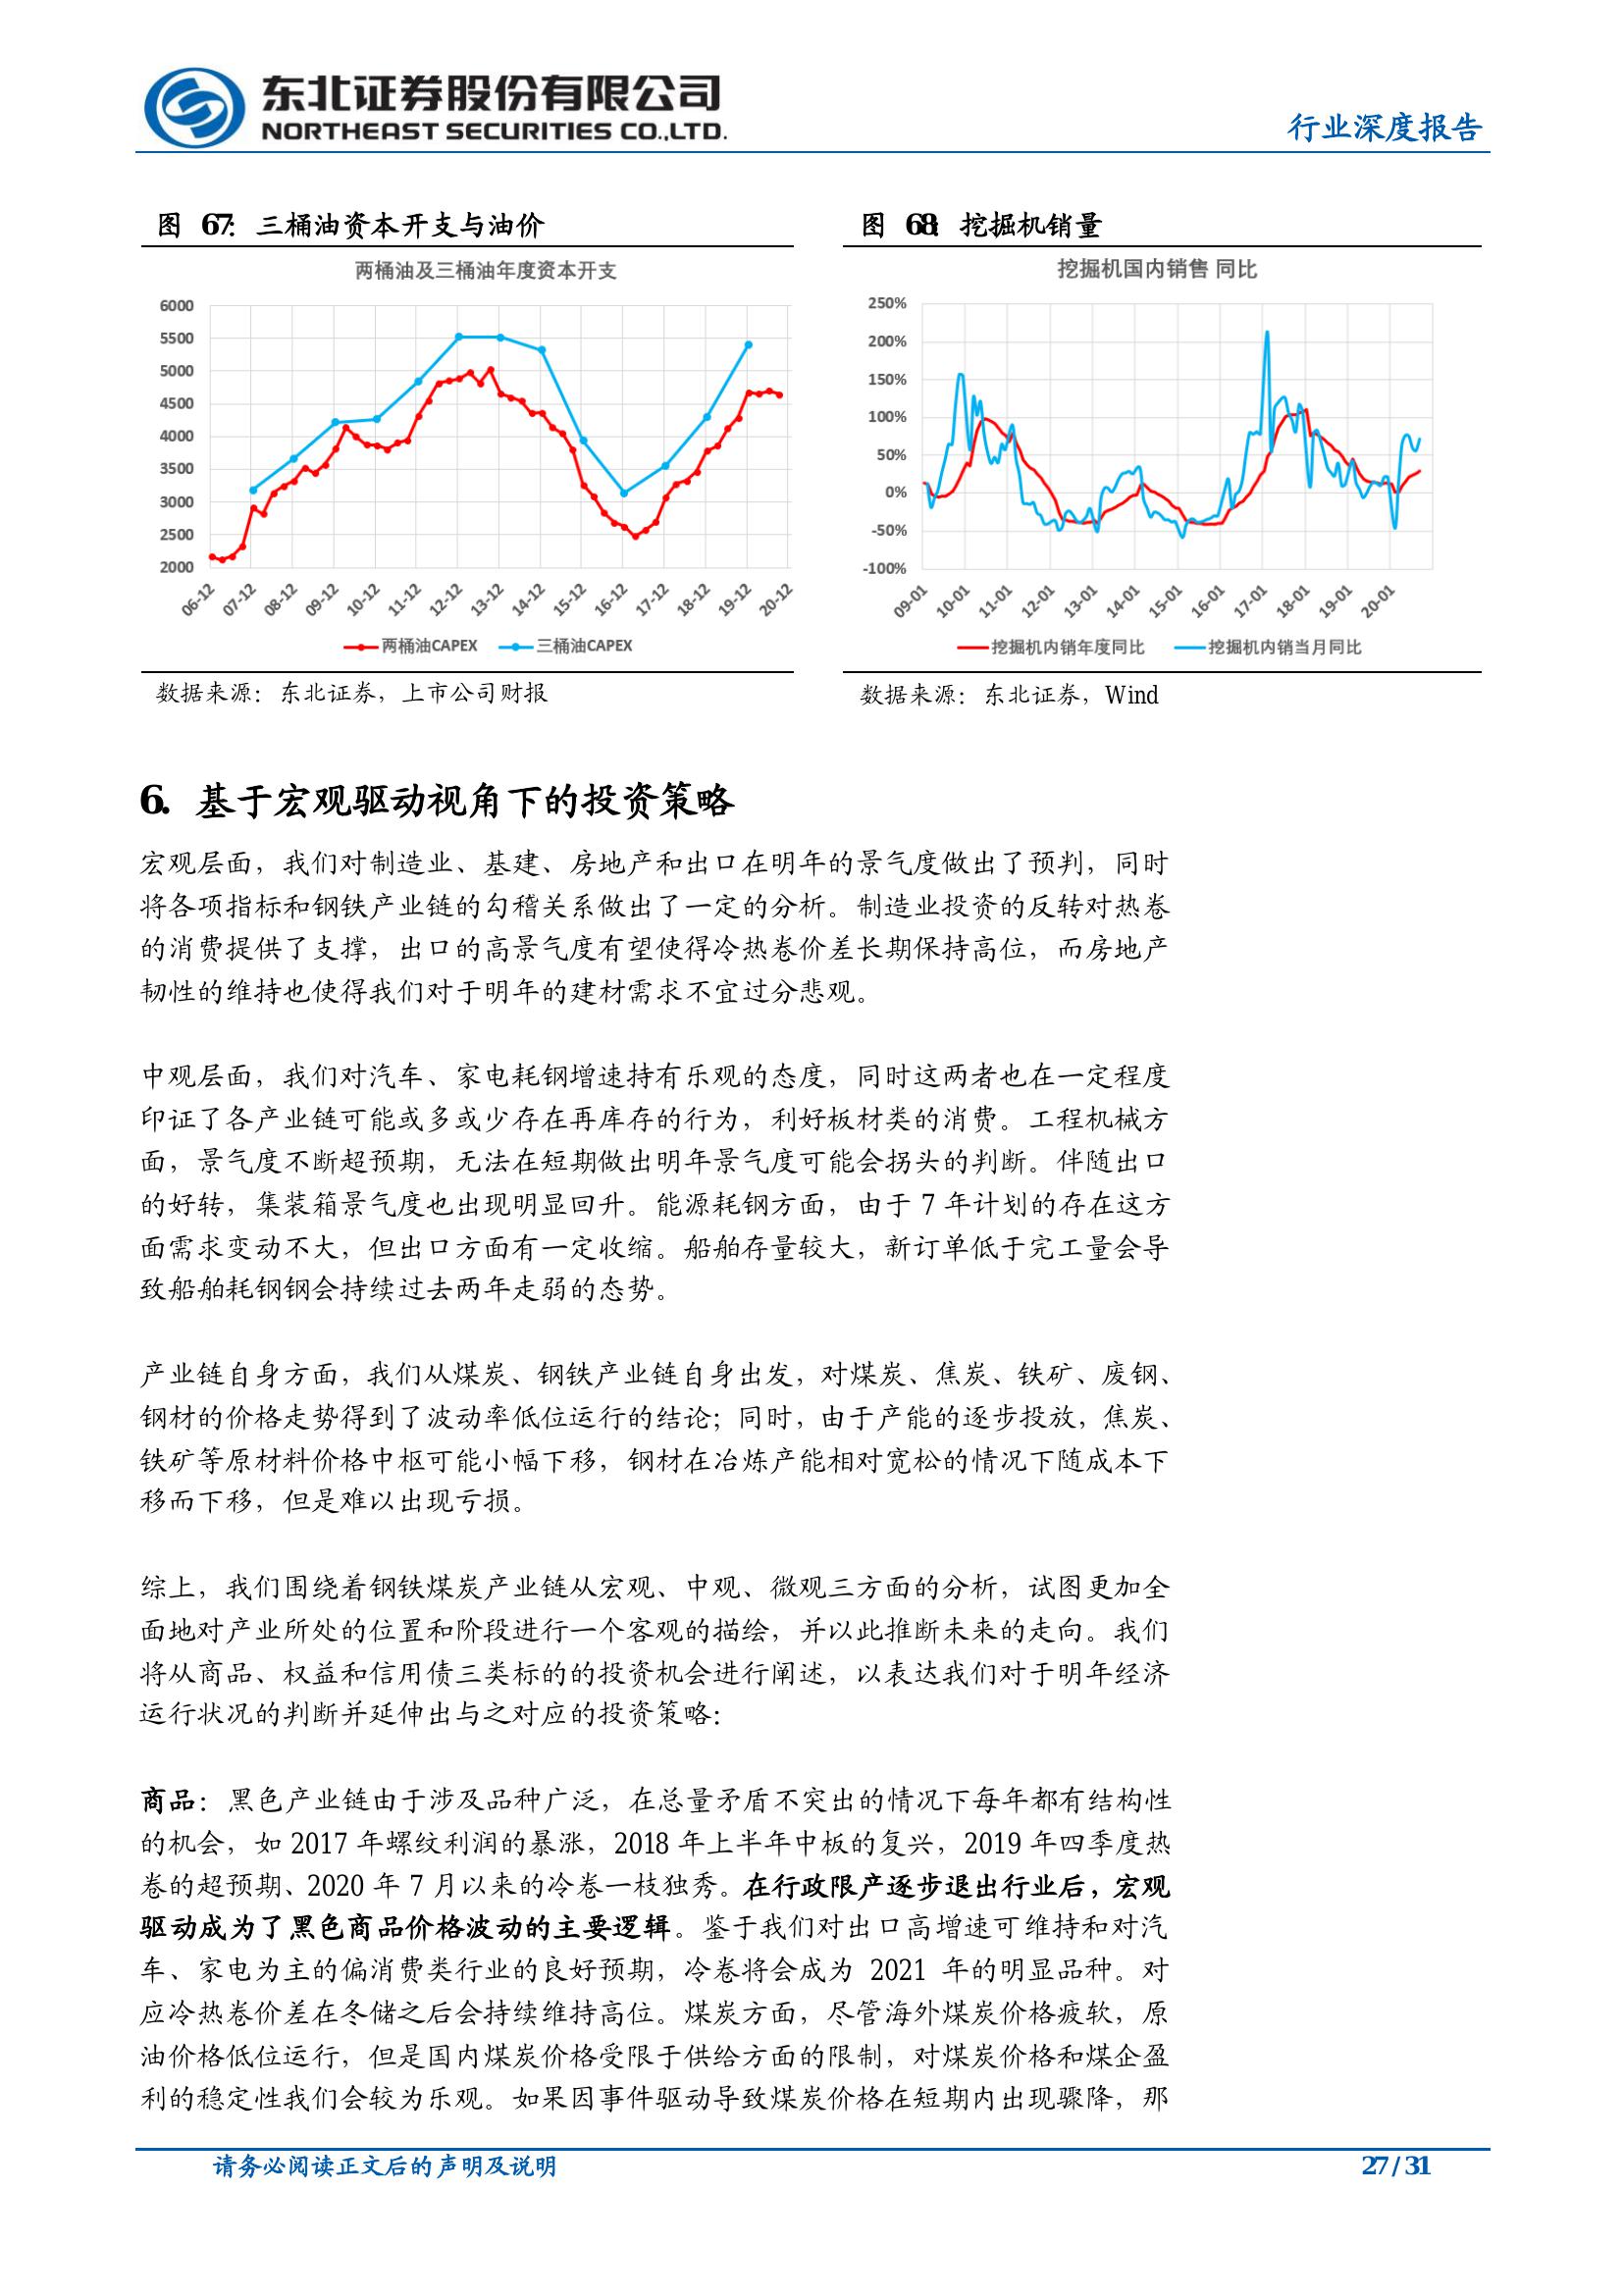 东北证券股份有限公司
NORTHEAST SECURITIES CO.,LTD.
行业深度报告
图 67：三桶油资本开支与油价
两桶油及三桶油年度资本开支
6000
5500
5000
4500
4000
3500
3000
2500
2000
06-12 07-12 08-12 09-12 10-12 11-12 12-12 13-12 14-12 15-12 16-12 17-12 18-12 19-12 20-12
两桶油CAPEX 三桶油CAPEX
数据来源：东北证券，上市公司财报
图 68：挖掘机销量
挖掘机国内销售 同比
250%
200%
150%
100%
50%
0%
-50%
-100%
09-01 10-01 11-01 12-01 13-01 14-01 15-01 16-01 17-01 18-01 19-01 20-01
挖掘机内销年度同比 挖掘机内销当月同比
数据来源：东北证券，Wind
6. 基于宏观驱动视角下的投资策略
宏观层面，我们对制造业、基建、房地产和出口在明年的景气度做出了预判，同时
将各项指标和钢铁产业链的勾稽关系做出了一定的分析。制造业投资的反转对热卷
的消费提供了支撑，出口的高景气度有望使得冷热卷价差长期保持高位，而房地产
韧性的维持也使得我们对于明年的建材需求不宜过分悲观。
中观层面，我们对汽车、家电耗钢增速持有乐观的态度，同时这两者也在一定程度
印证了各产业链可能或多或少存在再库存的行为，利好板材类的消费。工程机械方
面，景气度不断超预期，无法在短期做出明年景气度可能会拐头的判断。伴随出口
的好转，集装箱景气度也出现明显回升。能源耗钢方面，由于 7 年计划的存在这方
面需求变动不大，但出口方面有一定收缩。船舶存量较大，新订单低于完工量会导
致船舶耗钢钢会持续过去两年走弱的态势。
产业链自身方面，我们从煤炭、钢铁产业链自身出发，对煤炭、焦炭、铁矿、废钢、
钢材的价格走势得到了波动率低位运行的结论；同时，由于产能的逐步投放，焦炭、
铁矿等原材料价格中枢可能小幅下移，钢材在冶炼产能相对宽松的情况下随成本下
移而下移，但是难以出现亏损。
综上，我们围绕着钢铁煤炭产业链从宏观、中观、微观三方面的分析，试图更加全
面地对产业所处的位置和阶段进行一个客观的描绘，并以此推断未来的走向。我们
将从商品、权益和信用债三类标的的投资机会进行阐述，以表达我们对于明年经济
运行状况的判断并延伸出与之对应的投资策略：
商品：黑色产业链由于涉及品种广泛，在总量矛盾不突出的情况下每年都有结构性
的机会，如 2017 年螺纹利润的暴涨，2018 年上半年中板的复兴，2019 年四季度热
卷的超预期、2020 年 7 月以来的冷卷一枝独秀。在行政限产逐步退出行业后，宏观
驱动成为了黑色商品价格波动的主要逻辑。鉴于我们对出口高增速可维持和对汽
车、家电为主的偏消费类行业的良好预期，冷卷将会成为 2021 年的明显品种。对
应冷热卷价差在冬储之后会持续维持高位。煤炭方面，尽管海外煤炭价格疲软，原
油价格低位运行，但是国内煤炭价格受限于供给方面的限制，对煤炭价格和煤企盈
利的稳定性我们会较为乐观。如果因事件驱动导致煤炭价格在短期内出现骤降，那
请务必阅读正文后的声明及说明
27 / 31